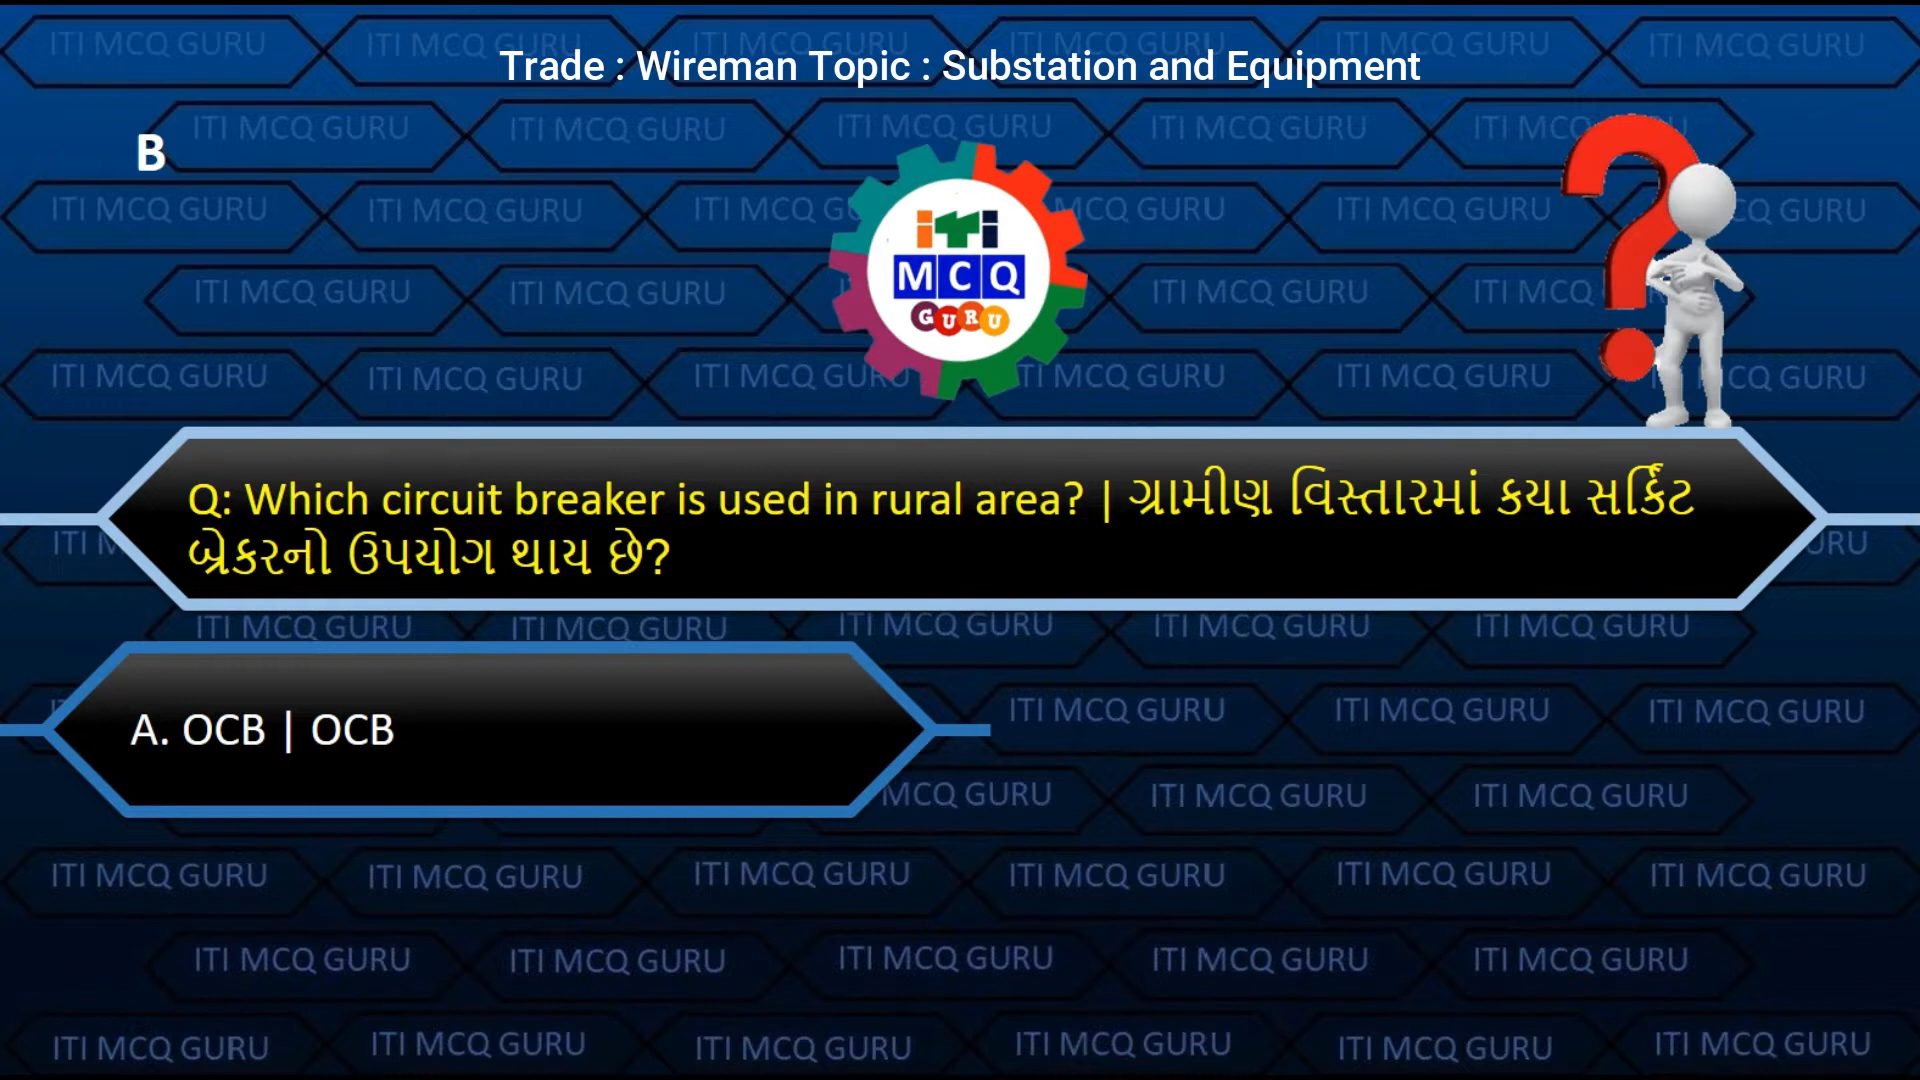 Trade : Wireman Topic : Substation and Equipment
B
iTi
MCQ
GURU
Q: Which circuit breaker is used in rural area? | ગ્રામીણ વિસ્તારમાં કયા સર્કિટ
બ્રેકરનો ઉપયોગ થાય છે?
A. OCB | OCB
ITI MCQ GURU